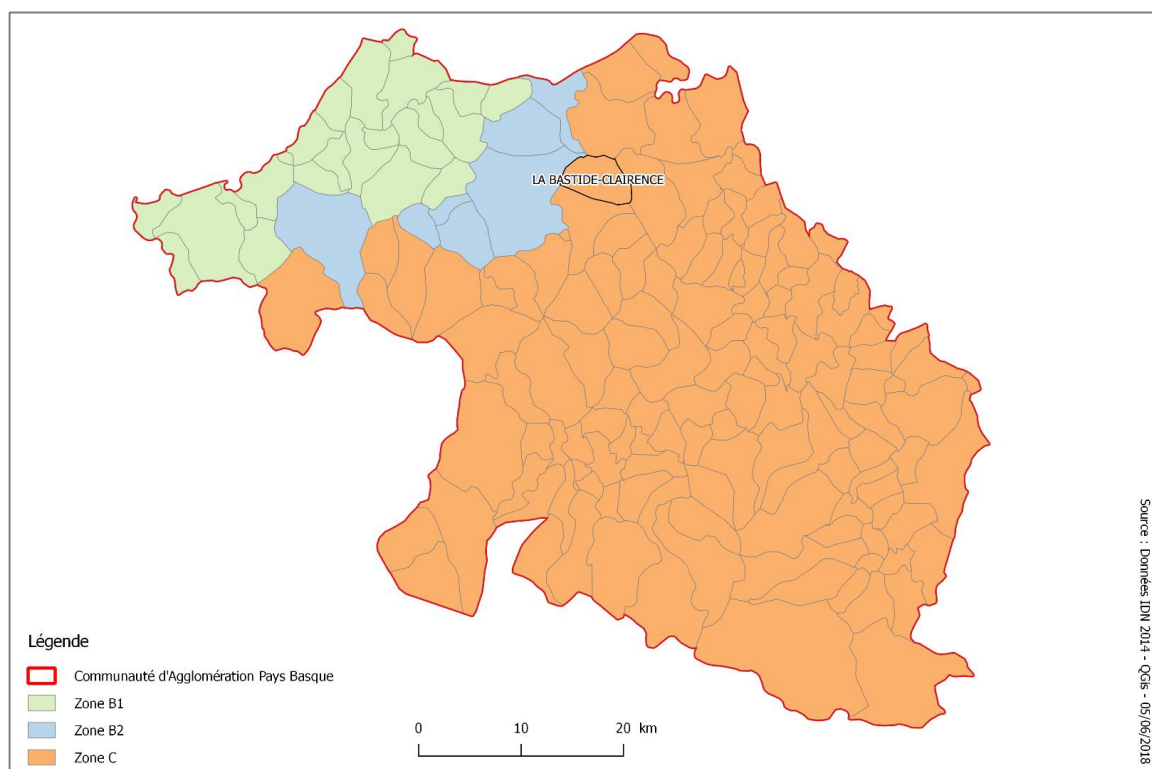 LA BASTIDE-CLAIRENCE
Légende
Communauté d'Agglomération Pays Basque
Zone B1
Zone B2
Zone C
0 10 20 km
Source : Données IDN 2014 - QGis - 05/06/2018